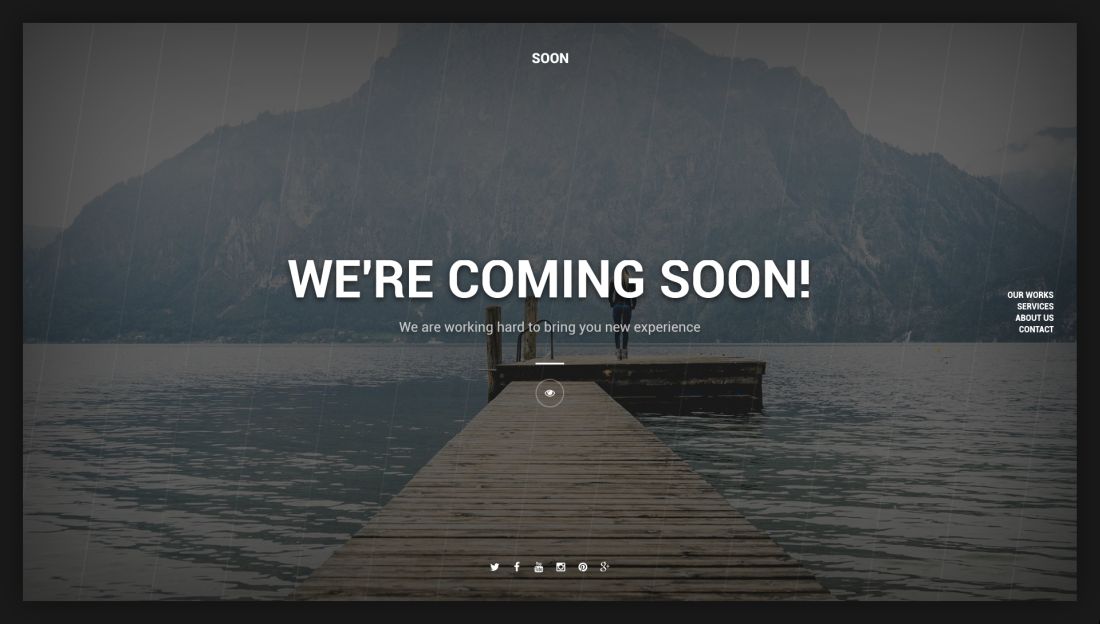 SOON
WE'RE COMING SOON!
We are working hard to bring you new experience
OUR WORKS
SERVICES
ABOUT US
CONTACT